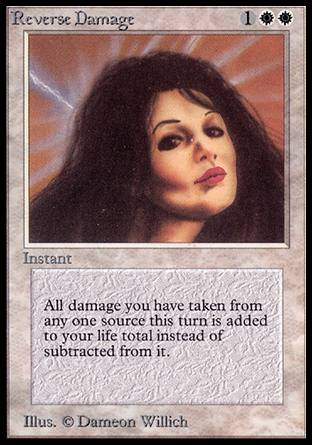 Reverse Damage 1
Instant
All damage you have taken from
any one source this turn is added
to your life total instead of
subtracted from it.
Illus. © Dameon Willich